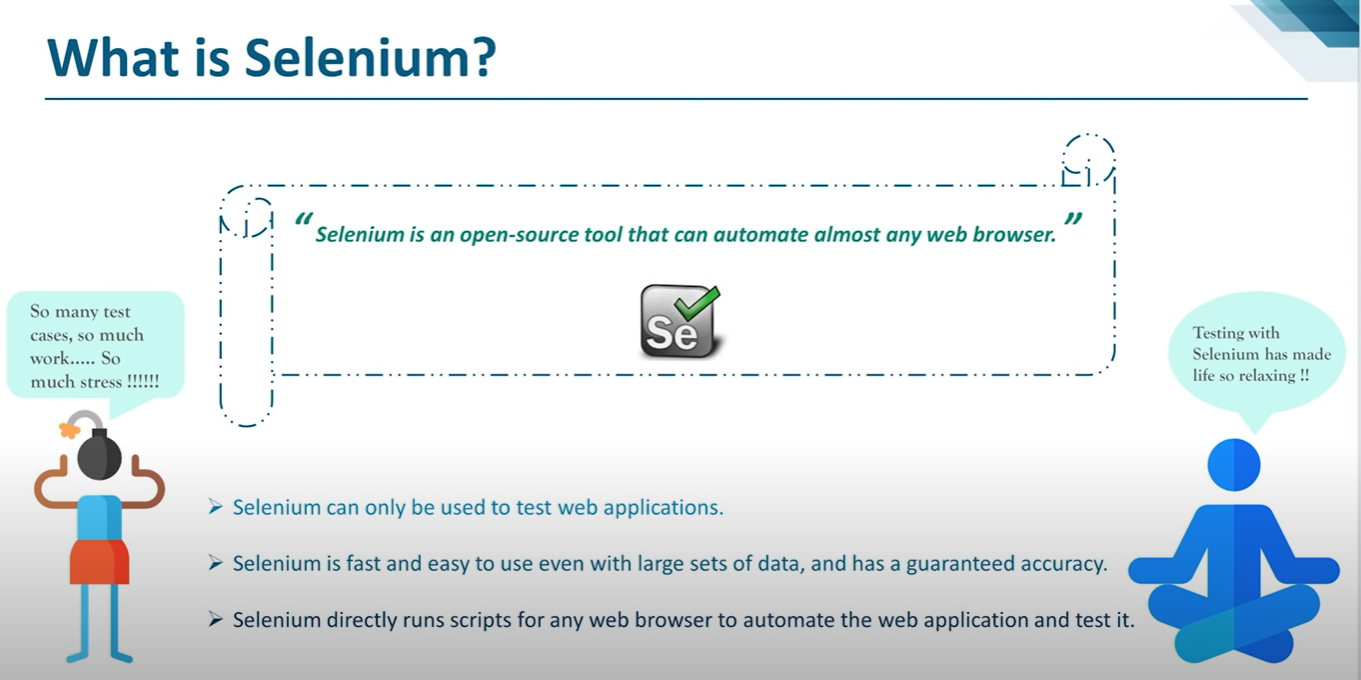 What is Selenium?
“Selenium is an open-source tool that can automate almost any web browser.”
Se
So many test
cases, so much
work..... So
much stress !!!!!!
Testing with
Selenium has made
life so relaxing !!
➢ Selenium can only be used to test web applications.
➢ Selenium is fast and easy to use even with large sets of data, and has a guaranteed accuracy.
➢ Selenium directly runs scripts for any web browser to automate the web application and test it.